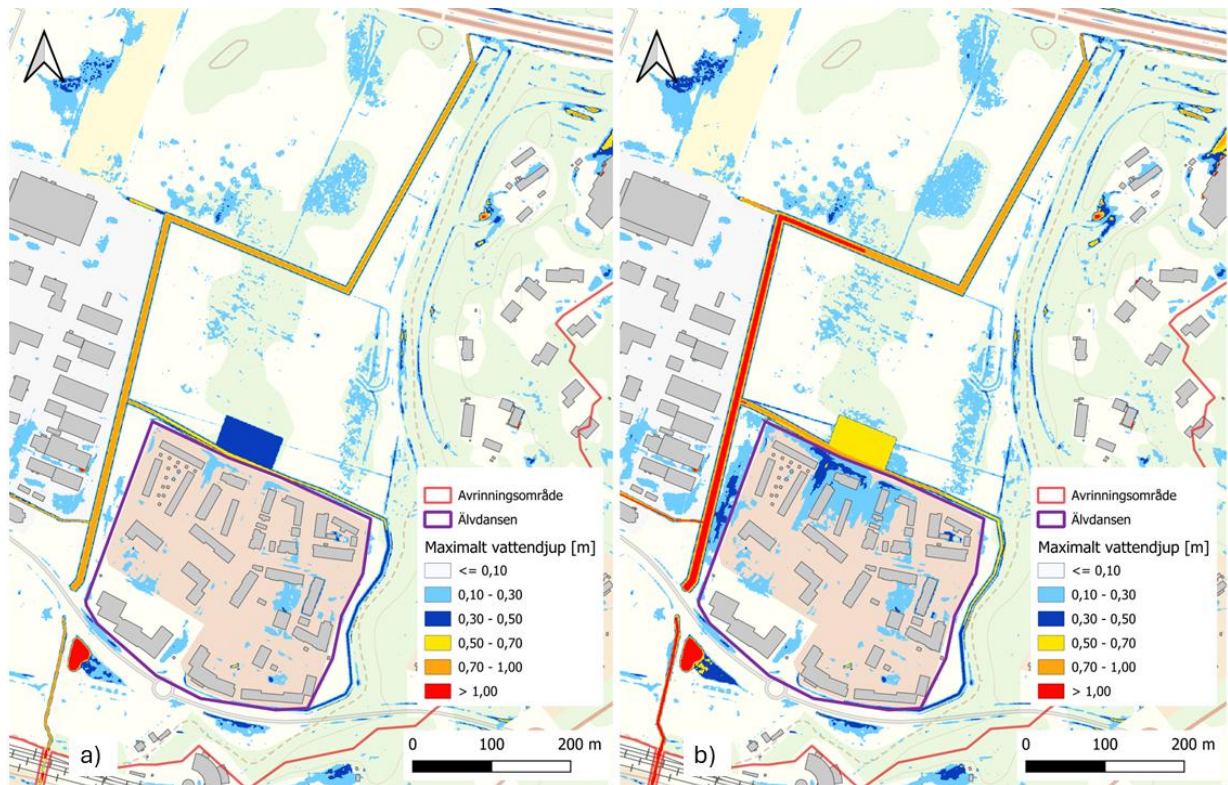 Avrinningsområde
Älvdansen
Maximalt vattendjup [m]
<= 0,10
0,10 - 0,30
0,30 - 0,50
0,50 - 0,70
0,70 - 1,00
> 1,00
0 100 200 m
a)
Avrinningsområde
Älvdansen
Maximalt vattendjup [m]
<= 0,10
0,10 - 0,30
0,30 - 0,50
0,50 - 0,70
0,70 - 1,00
> 1,00
0 100 200 m
b)